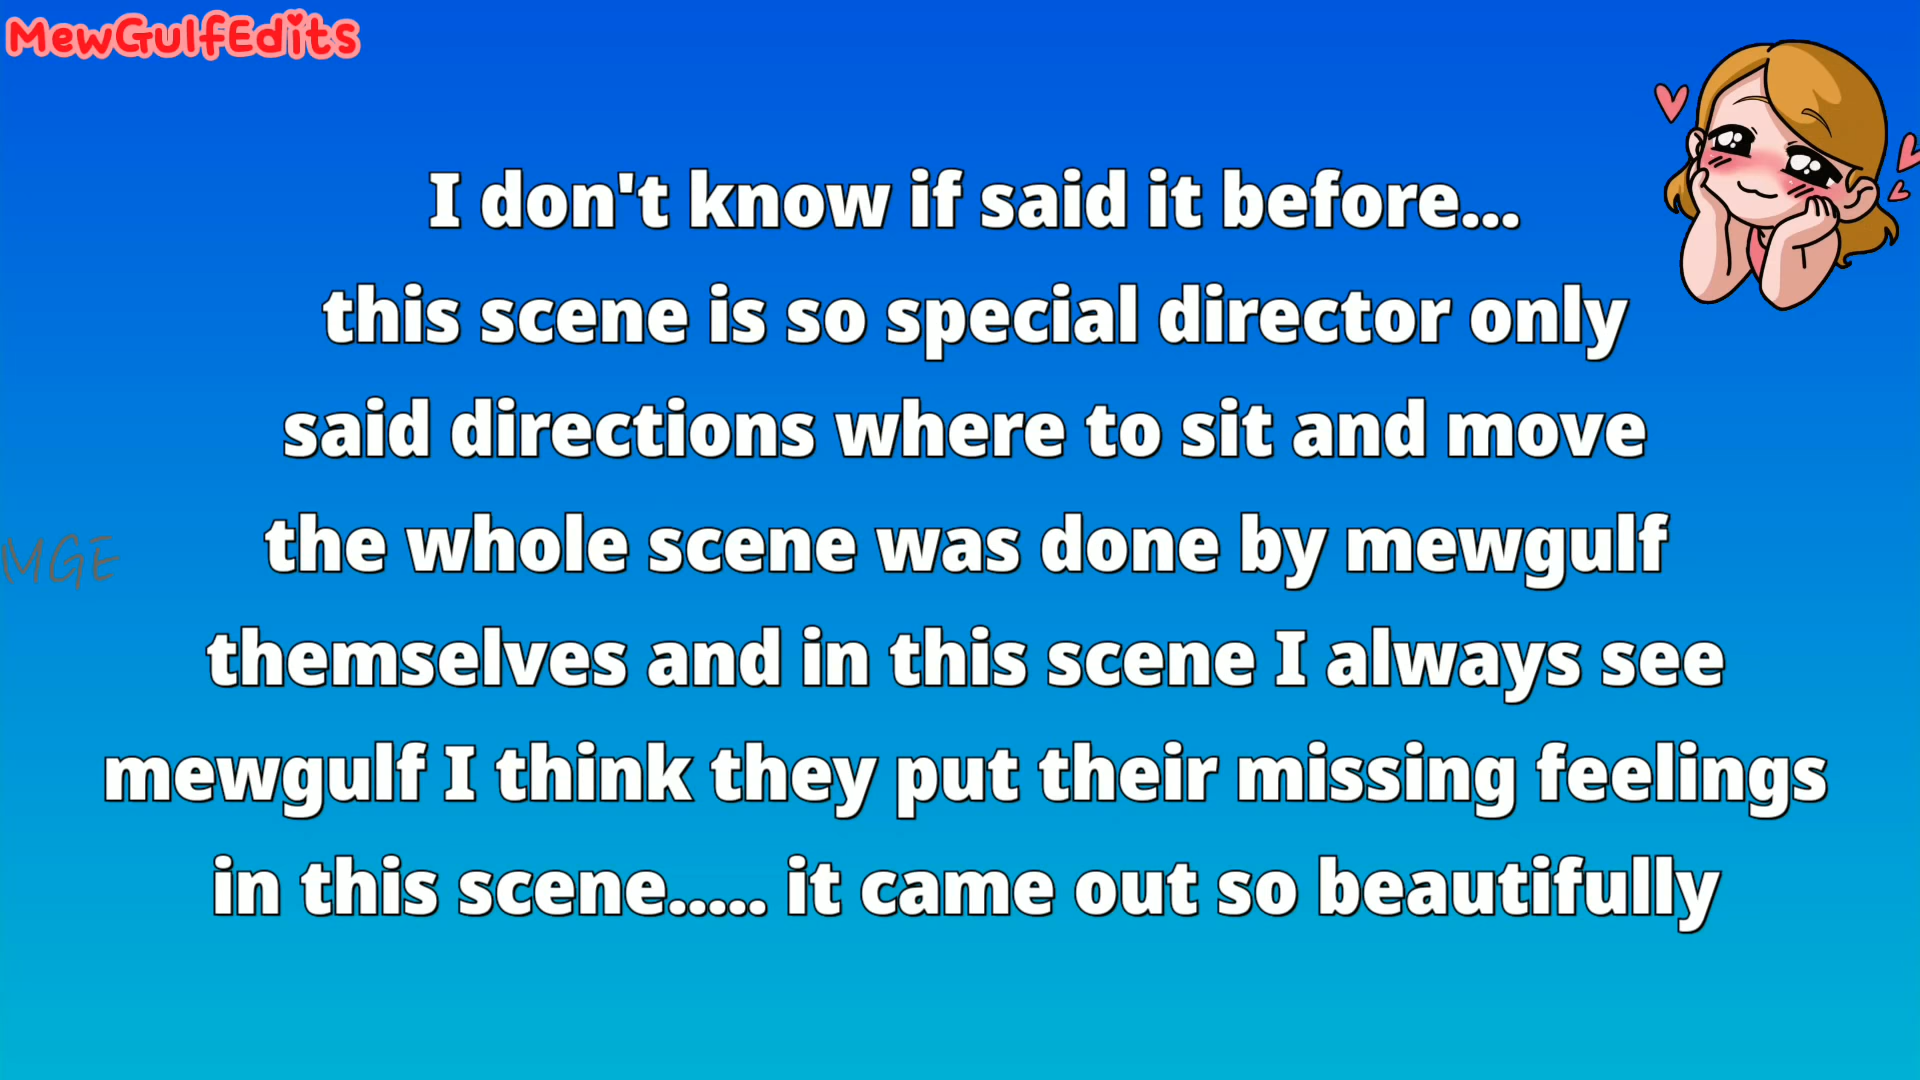 MewGulfEdits
I don't know if said it before...
this scene is so special director only
said directions where to sit and move
the whole scene was done by mewgulf
MGE
themselves and in this scene I always see
mewgulf I think they put their missing feelings
in this scene..... it came out so beautifully